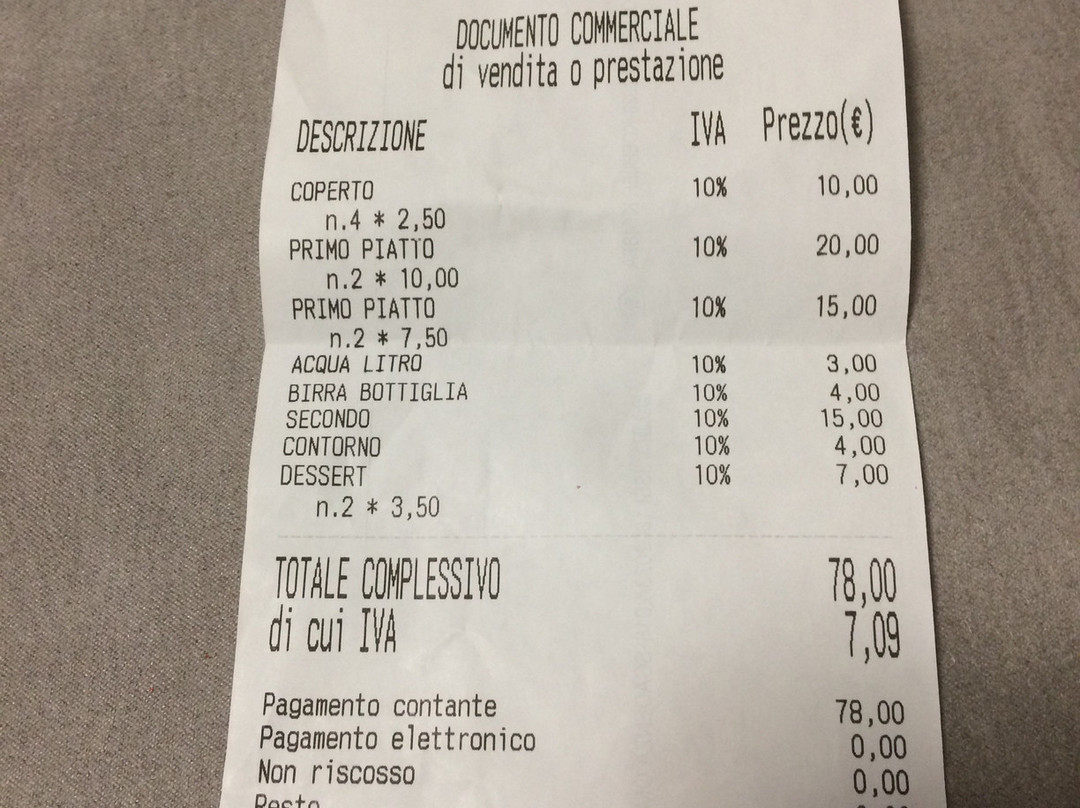 DOCUMENTO COMMERCIALE
di vendita o prestazione
DESCRIZIONE IVA Prezzo(€)
COPERTO 10% 10,00
n.4 * 2,50
PRIMO PIATTO 10% 20,00
n.2 * 10,00
PRIMO PIATTO 10% 15,00
n.2 * 7,50
ACQUA LITRO 10% 3,00
BIRRA BOTTIGLIA 10% 4,00
SECONDO 10% 15,00
CONTORNO 10% 4,00
DESSERT 10% 7,00
n.2 * 3,50
TOTALE COMPLESSIVO 78,00
di cui IVA 7,09
Pagamento contante 78,00
Pagamento elettronico 0,00
Non riscosso 0,00
Resto